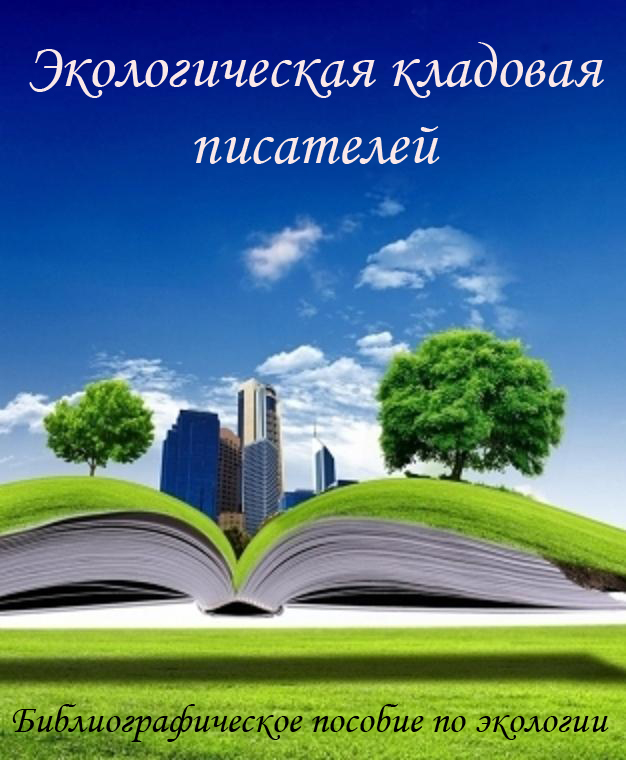 Экологическая кладовая
писателей
Библиографическое пособие по экологии